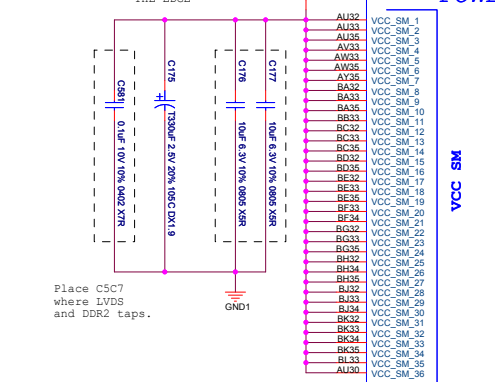 AU32 VCC_SM_1
AU33 VCC_SM_2
AU35 VCC_SM_3
AV33 VCC_SM_4
AW33 VCC_SM_5
AW35 VCC_SM_6
AY35 VCC_SM_7
BA32 VCC_SM_8
BA33 VCC_SM_9
BA35 VCC_SM_10
BB33 VCC_SM_11
BC32 VCC_SM_12
BC33 VCC_SM_13
BC35 VCC_SM_14
BD32 VCC_SM_15
BD35 VCC_SM_16
BE32 VCC_SM_17
BE33 VCC_SM_18
BE35 VCC_SM_19
BF33 VCC_SM_20
BF34 VCC_SM_21
BG32 VCC_SM_22
BG33 VCC_SM_23
BG35 VCC_SM_24
BH32 VCC_SM_25
BH34 VCC_SM_26
BH35 VCC_SM_27
BJ32 VCC_SM_28
BJ33 VCC_SM_29
BJ34 VCC_SM_30
BK32 VCC_SM_31
BK33 VCC_SM_32
BK34 VCC_SM_33
BK35 VCC_SM_34
BL33 VCC_SM_35
AU30 VCC_SM_36
VCC SM
C581 0.1uF 10V 10% 0402 X7R
C175 T330uF 2.5V 20% 105C DX1.9
C176 10uF 6.3V 10% 0805 X5R
C177 10uF 6.3V 10% 0805 X5R
GND1
Place C5C7
where LVDS
and DDR2 taps.